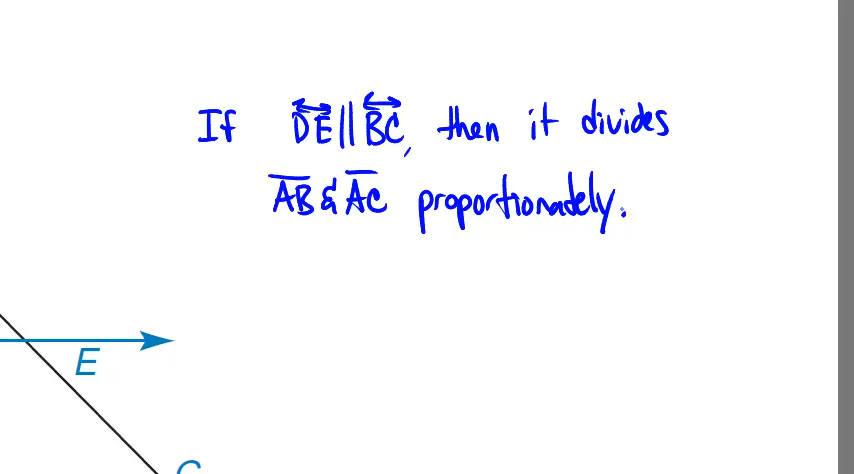 If DE || BC, then it divides
AB & AC proportionately.
E
C